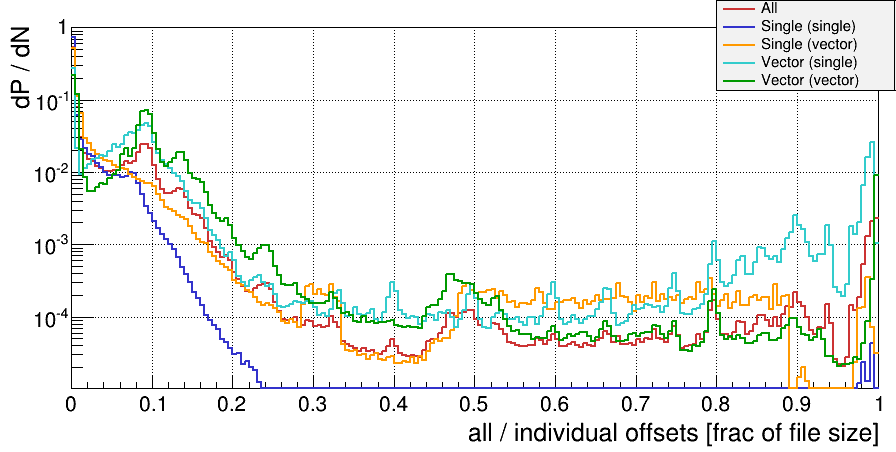 All
Single (single)
Single (vector)
Vector (single)
Vector (vector)
dP / dN
1
10-1
10-2
10-3
10-4
0 0.1 0.2 0.3 0.4 0.5 0.6 0.7 0.8 0.9 1
all / individual offsets [frac of file size]